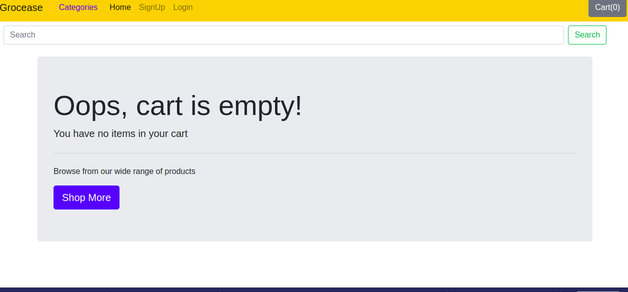 Grocease Categories Home SignUp Login Cart(0)
Search Search
Oops, cart is empty!
You have no items in your cart
Browse from our wide range of products
Shop More